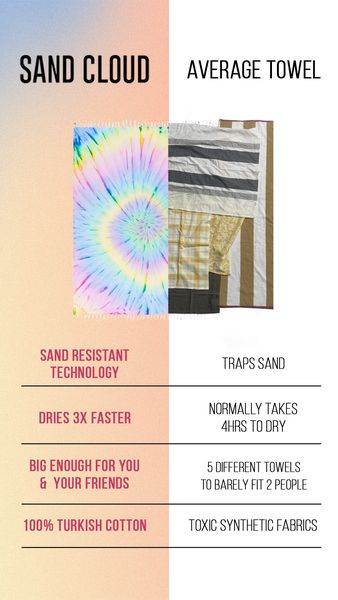 SAND CLOUD
AVERAGE TOWEL
SAND RESISTANT
TECHNOLOGY
TRAPS SAND
DRIES 3X FASTER
NORMALLY TAKES
4HRS TO DRY
BIG ENOUGH FOR YOU
& YOUR FRIENDS
5 DIFFERENT TOWELS
TO BARELY FIT 2 PEOPLE
100% TURKISH COTTON
TOXIC SYNTHETIC FABRICS